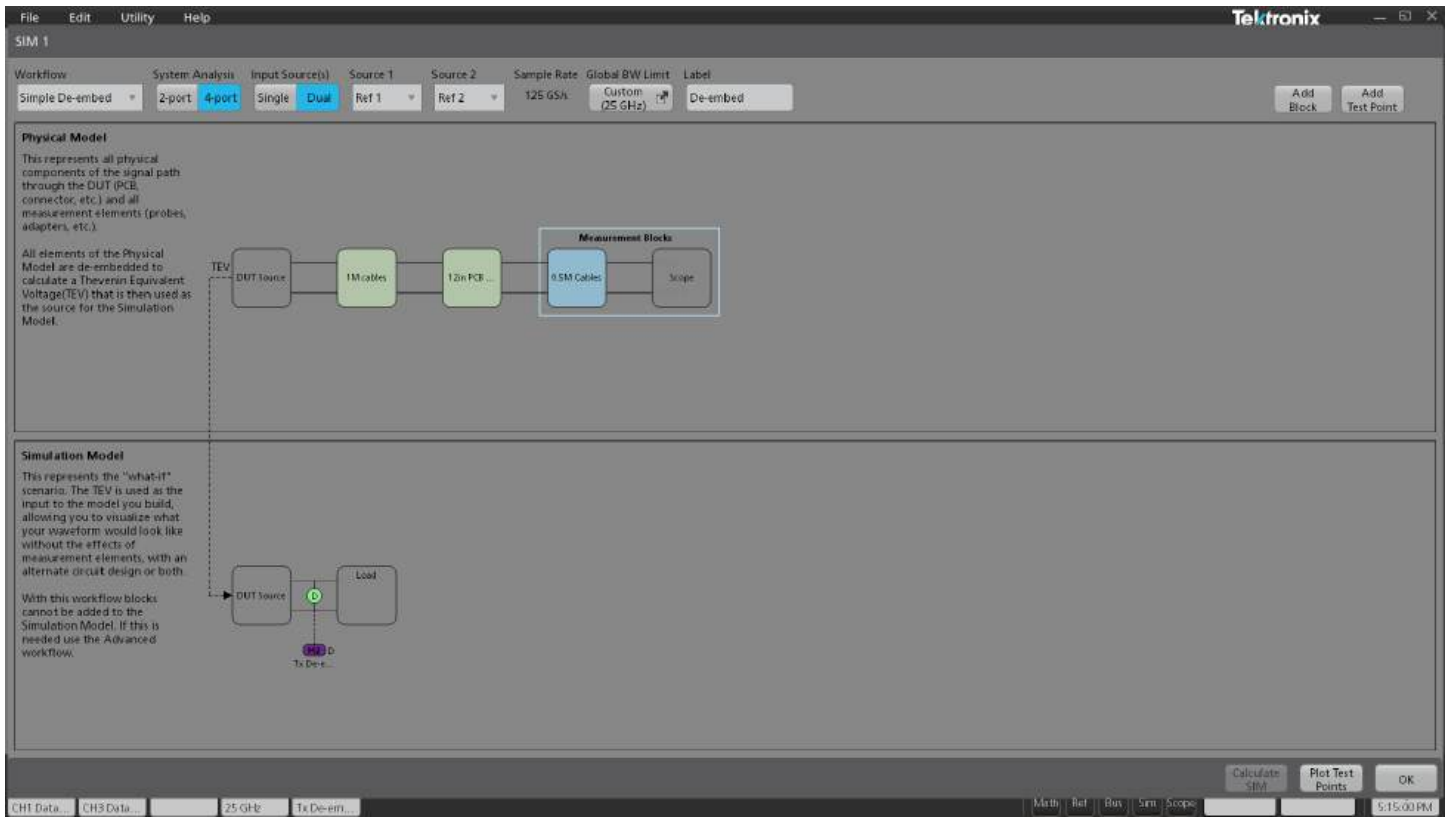 File Edit Utility Help
Tektronix
SIM 1
Workflow System Analysis Input Source(s) Source 1 Source 2 Sample Rate Global BW Limit Label
Simple De-embed 2-port 4-port Single Dual Ref 1 Ref 2 125 GS/s Custom (25 GHz) De-embed
Add Block
Add Test Point
Physical Model
This represents all physical
components of the signal path
through the DUT (PCB,
connector, etc.) and all
measurement elements (probes,
adapters, etc.).
All elements of the Physical
Model are de-embedded to
calculate a Thevenin Equivalent
Voltage(TEV) that is then used as
the source for the Simulation
Model.
Measurement Blocks
TEV
DUT Source 1M cables 12in PCB ... 0.5M Cables Scope
Simulation Model
This represents the "what-if"
scenario. The TEV is used as the
input to the model you build,
allowing you to visualize what
your waveform would look like
without the effects of
measurement elements, with an
alternate circuit design or both.
With this workflow blocks
cannot be added to the
Simulation Model. If this is
needed use the Advanced
workflow.
Load
DUT Source D
D
Tx De-e...
Calculate SIM
Plot Test Points
OK
CH1 Data... CH3 Data... 25 GHz Tx De-em... Math Ref Bus Sim Scope 5:15:00 PM